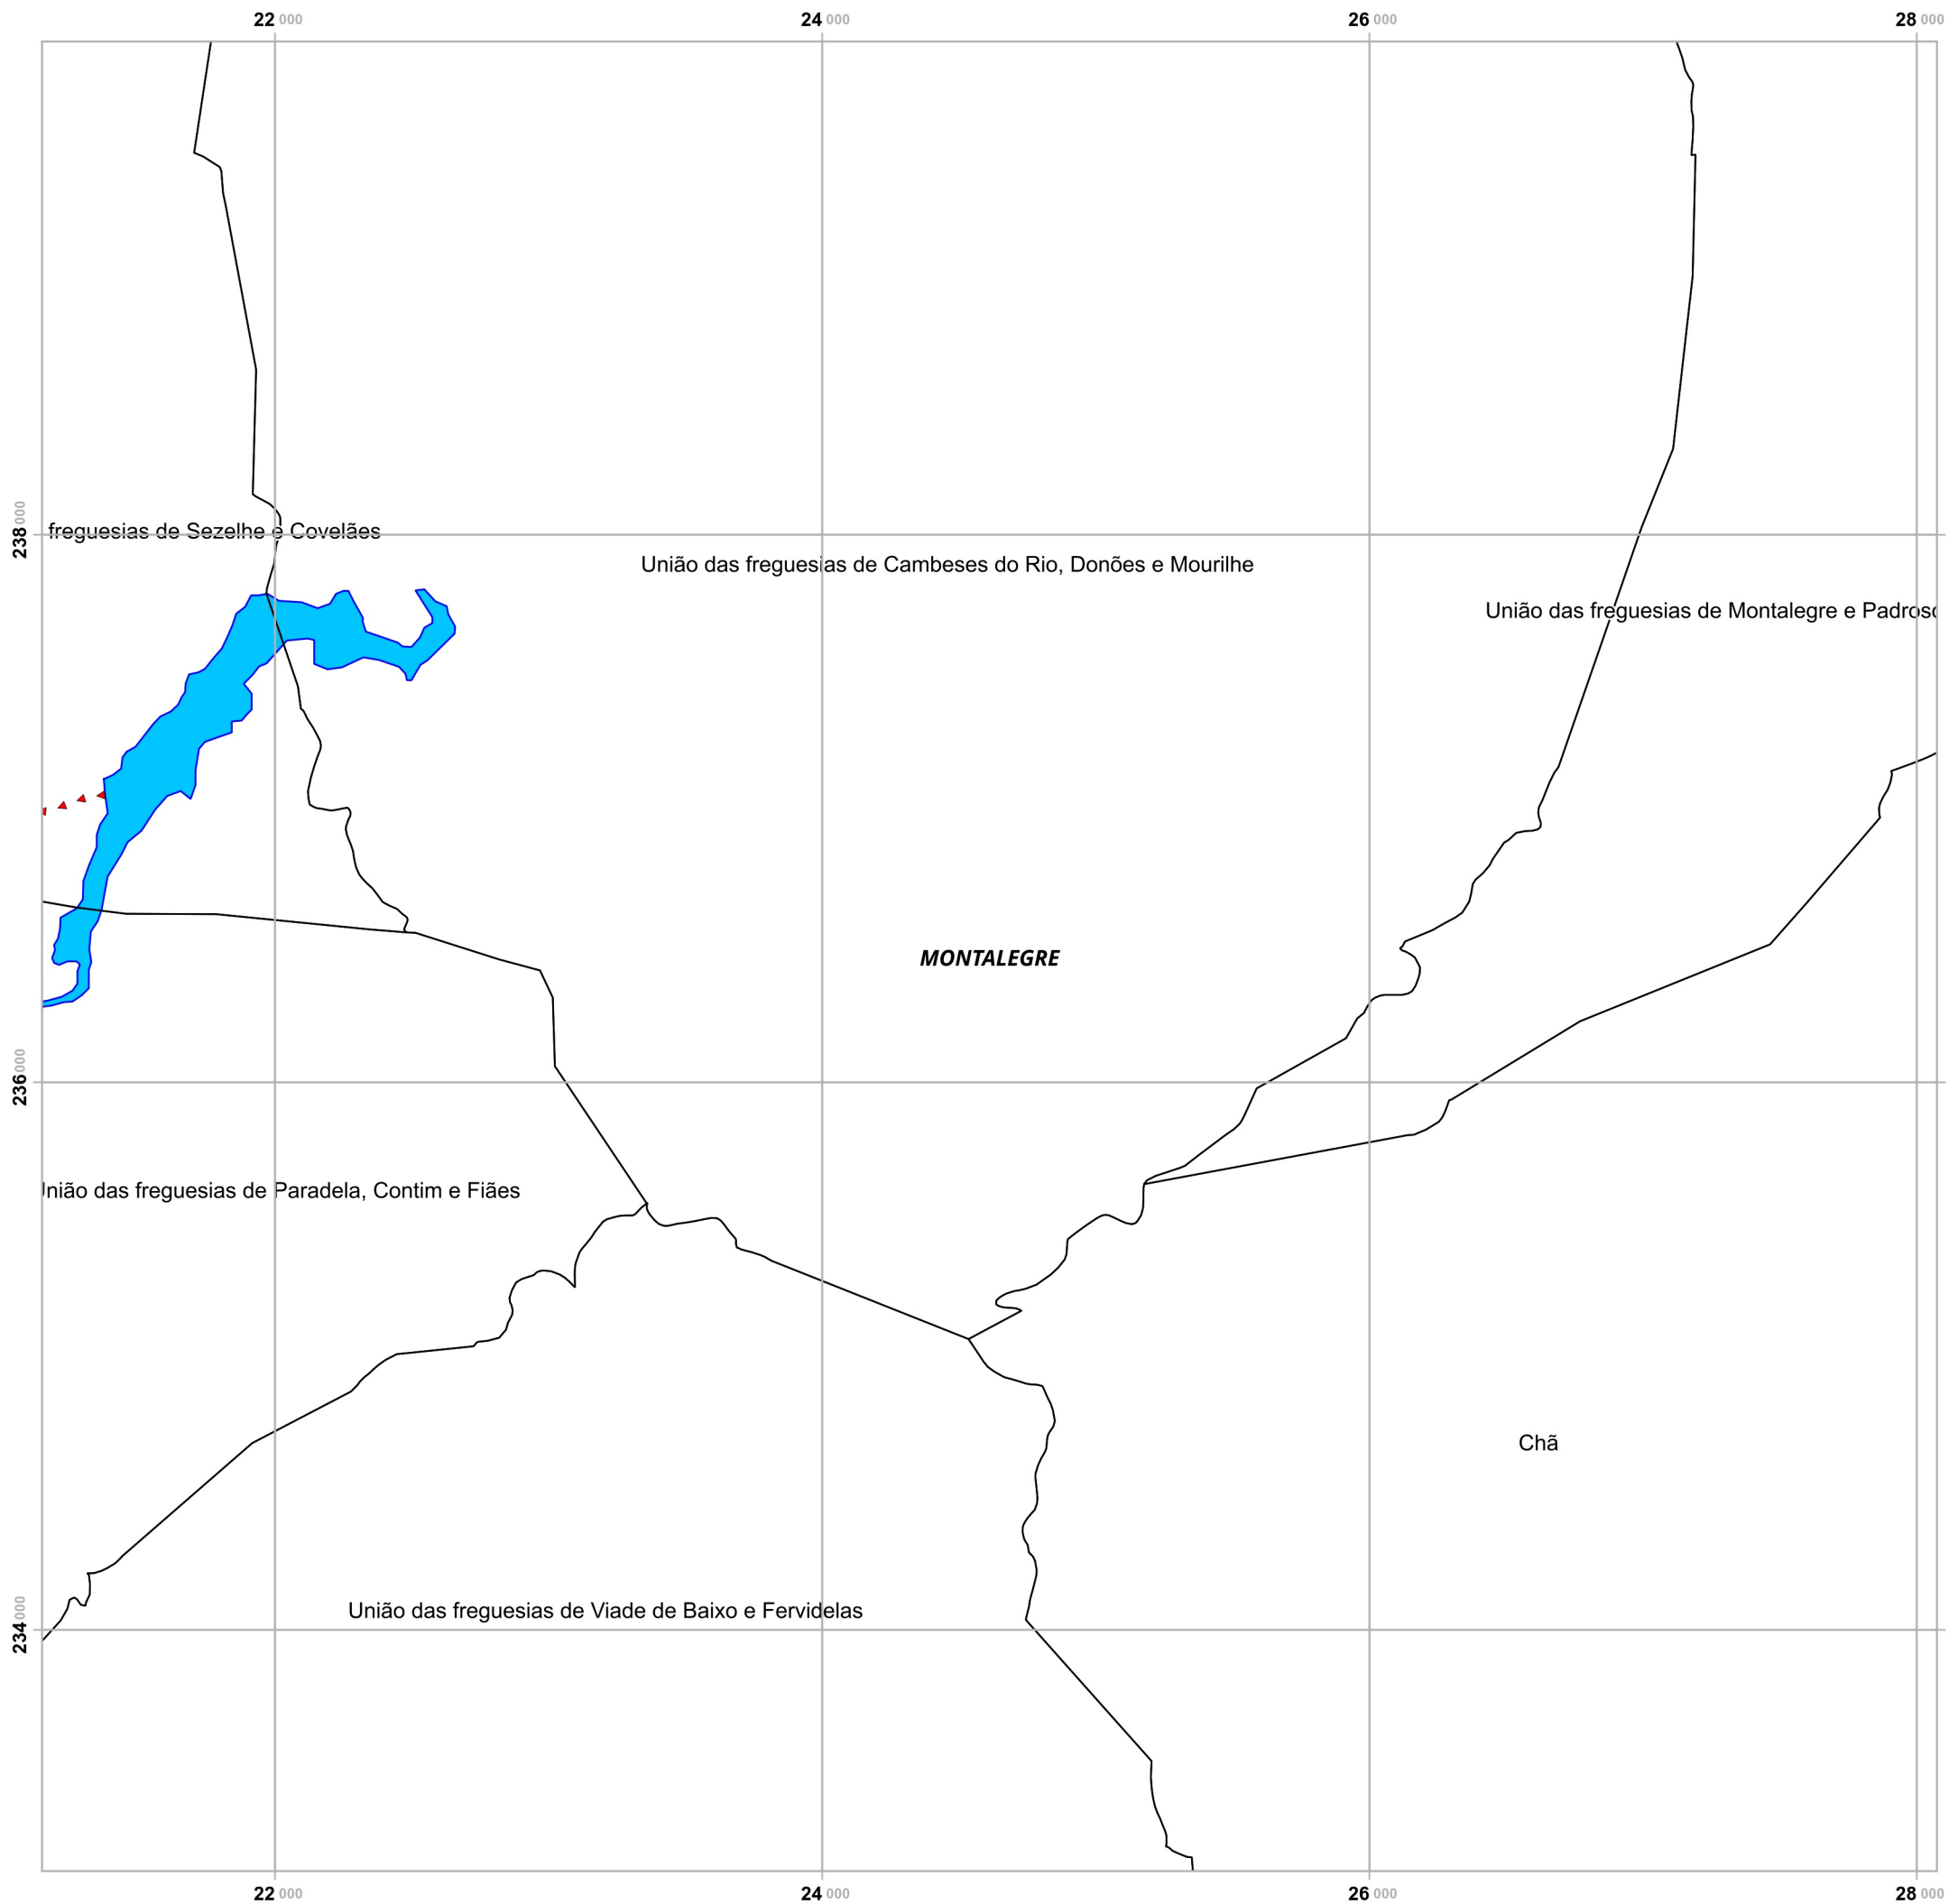 22 000 24 000 26 000 28 000
238 000
freguesias de Sezelhe e Covelães
União das freguesias de Cambeses do Rio, Donões e Mourilhe
União das freguesias de Montalegre e Padroso
MONTALEGRE
236 000
União das freguesias de Paradela, Contim e Fiães
Chã
União das freguesias de Viade de Baixo e Fervidelas
234 000
22 000 24 000 26 000 28 000